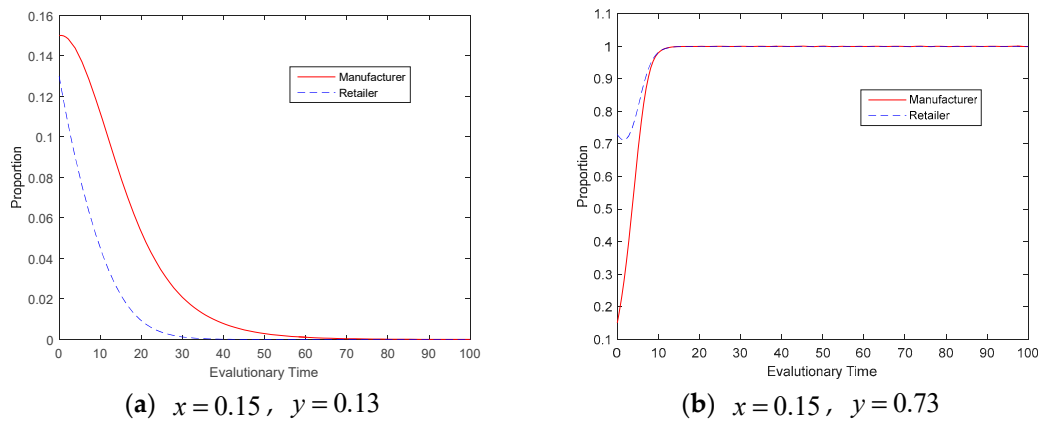 0.16
0.14
0.12
0.1
0.08
0.06
0.04
0.02
0
Proportion
Manufacturer
Retailer
0 10 20 30 40 50 60 70 80 90 100
Evalutionary Time
(a) x = 0.15, y = 0.13
1.1
1
0.9
0.8
0.7
0.6
0.5
0.4
0.3
0.2
0.1
Proportion
Manufacturer
Retailer
0 10 20 30 40 50 60 70 80 90 100
Evalutionary Time
(b) x = 0.15, y = 0.73